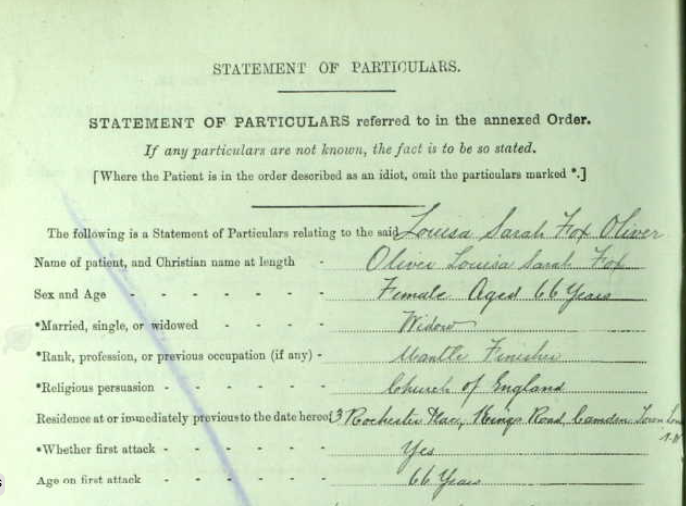 STATEMENT OF PARTICULARS.
STATEMENT OF PARTICULARS referred to in the annexed Order.
If any particulars are not known, the fact is to be so stated.
[Where the Patient is in the order described as an idiot, omit the particulars marked *.]
The following is a Statement of Particulars relating to the said Louisa Sarah Fox Oliver
Name of patient, and Christian name at length - Oliver Louisa Sarah Fox
Sex and Age - - - - - - Female Aged 66 Years
*Married, single, or widowed - - - - Widow
*Rank, profession, or previous occupation (if any) - Mantle Finisher
*Religious persuasion - - - - - - Church of England
Residence at or immediately previous to the date hereof 3 Rochester Place, Kings Road, Camden Town
*Whether first attack - - - - - Yes
Age on first attack - - - - - 66 Years